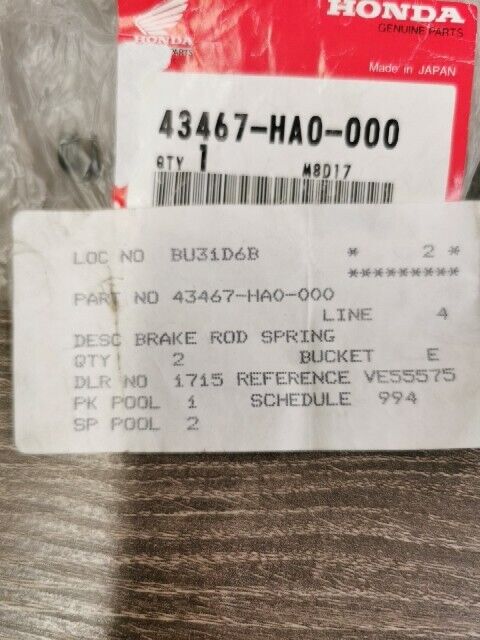 HONDA
GENUINE PARTS
HONDA
PARTS
Made in JAPAN
43467-HA0-000
QTY 1 M8D17
LOC NO BU31D6B * 2 *
*********
PART NO 43467-HA0-000
LINE 4
DESC BRAKE ROD SPRING
QTY 2 BUCKET E
DLR NO 1715 REFERENCE VE55575
PK POOL 1 SCHEDULE 994
SP POOL 2